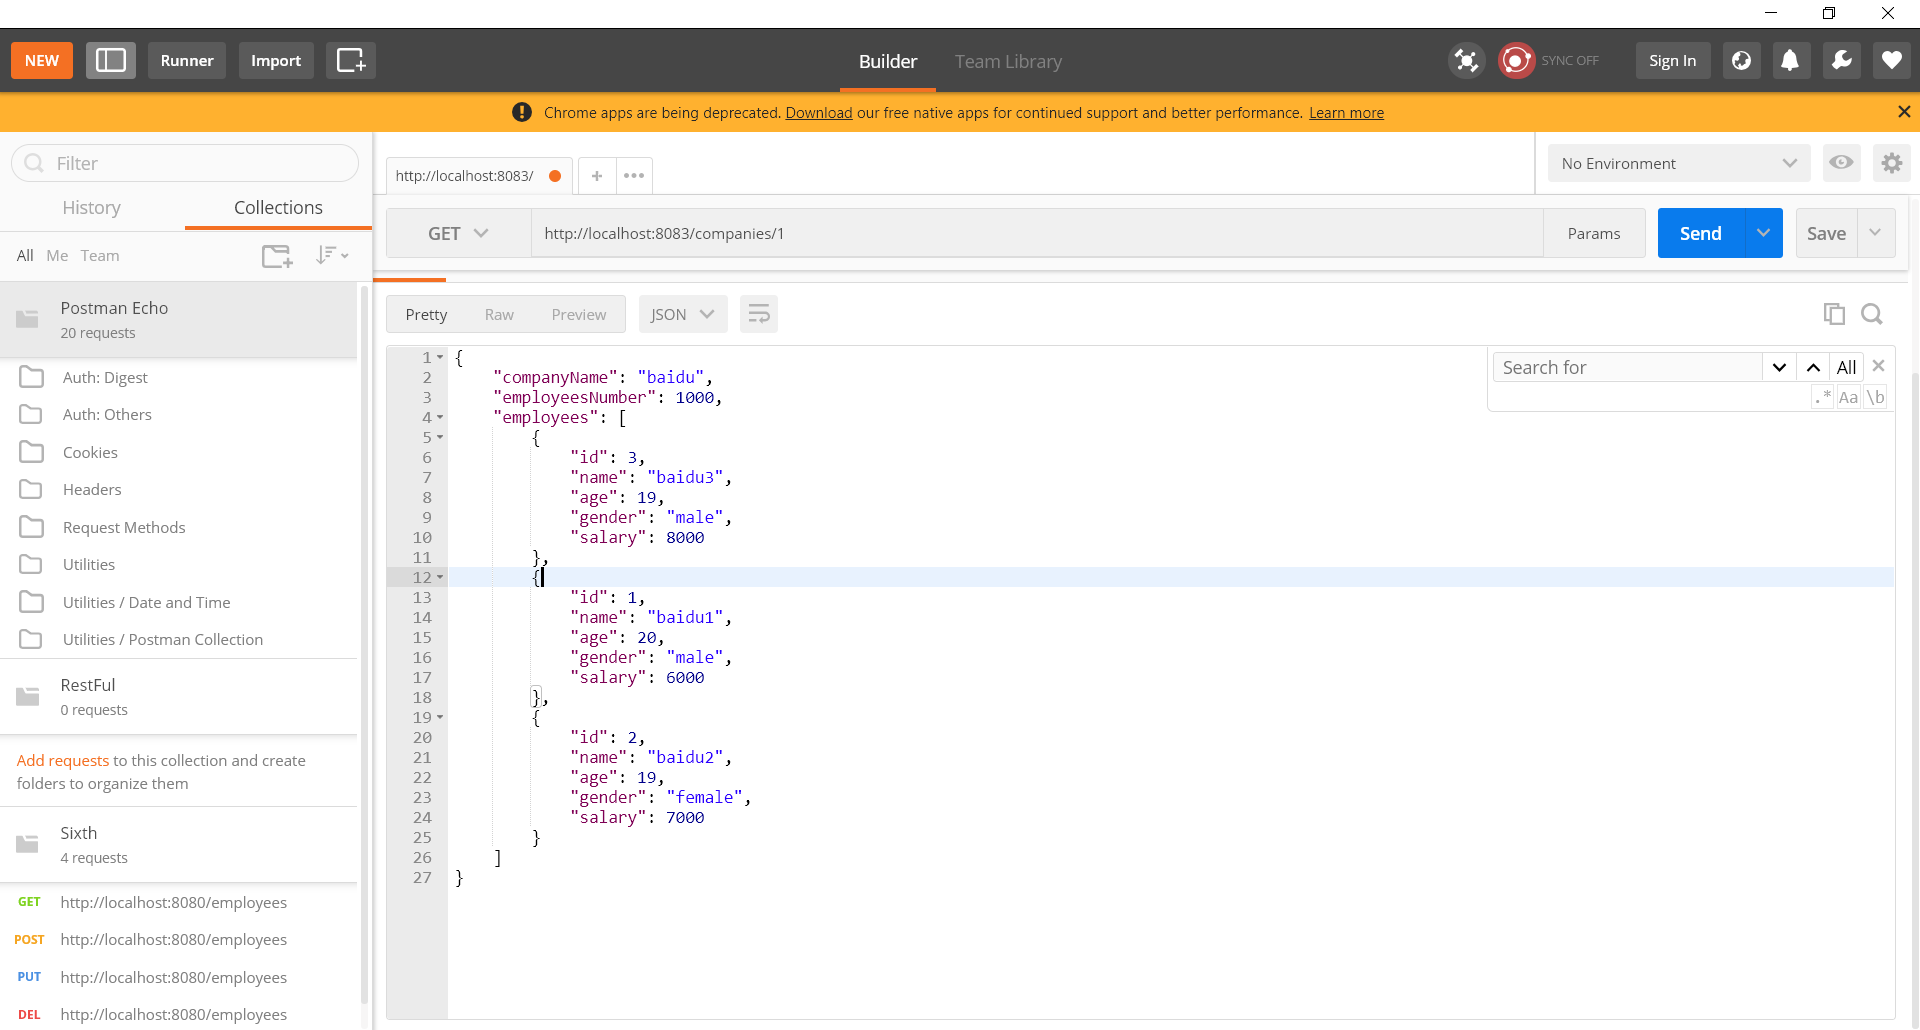 NEW Runner Import Builder Team Library SYNC OFF Sign In
Chrome apps are being deprecated. Download our free native apps for continued support and better performance. Learn more
Filter
History Collections
All Me Team
Postman Echo
20 requests
Auth: Digest
Auth: Others
Cookies
Headers
Request Methods
Utilities
Utilities / Date and Time
Utilities / Postman Collection
RestFul
0 requests
Add requests to this collection and create
folders to organize them
Sixth
4 requests
GET http://localhost:8080/employees
POST http://localhost:8080/employees
PUT http://localhost:8080/employees
DEL http://localhost:8080/employees
http://localhost:8083/ + ••• No Environment
GET http://localhost:8083/companies/1 Params Send Save
Pretty Raw Preview JSON
Search for All
.* Aa \b
1 {
2 "companyName": "baidu",
3 "employeesNumber": 1000,
4 "employees": [
5 {
6 "id": 3,
7 "name": "baidu3",
8 "age": 19,
9 "gender": "male",
10 "salary": 8000
11 },
12 {
13 "id": 1,
14 "name": "baidu1",
15 "age": 20,
16 "gender": "male",
17 "salary": 6000
18 },
19 {
20 "id": 2,
21 "name": "baidu2",
22 "age": 19,
23 "gender": "female",
24 "salary": 7000
25 }
26 ]
27 }